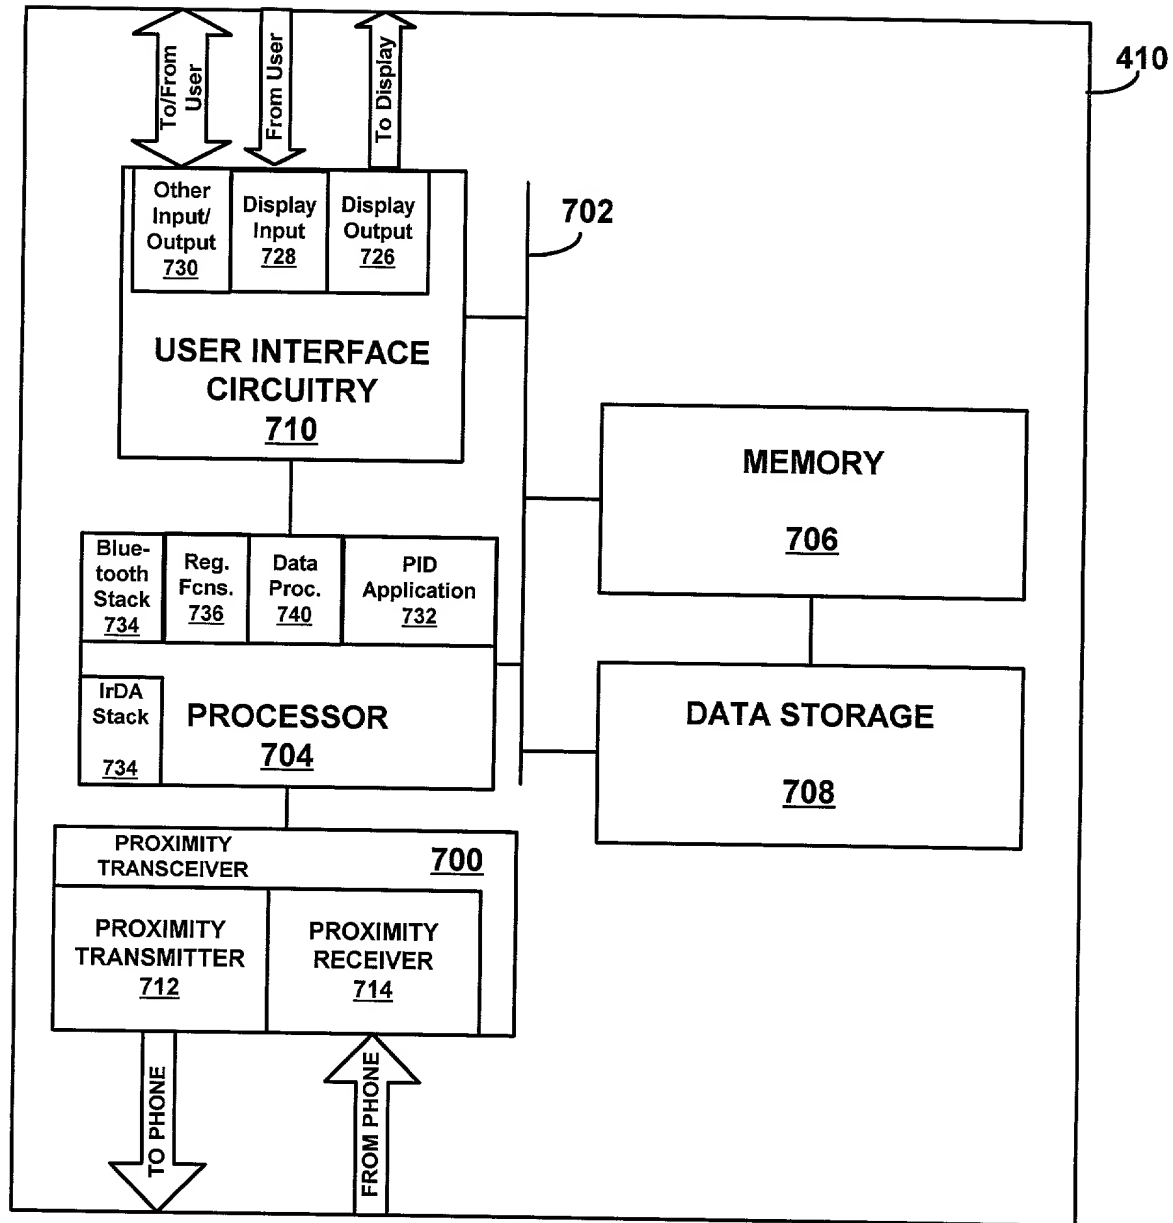 To/From
User
From User
To Display
410
Other
Input/
Output
730
Display
Input
728
Display
Output
726
702
USER INTERFACE
CIRCUITRY
710
MEMORY
706
Blue-
tooth
Stack
734
Reg.
Fcns.
736
Data
Proc.
740
PID
Application
732
IrDA
Stack
734
PROCESSOR
704
DATA STORAGE
708
PROXIMITY
TRANSCEIVER
700
PROXIMITY
TRANSMITTER
712
PROXIMITY
RECEIVER
714
TO PHONE
FROM PHONE